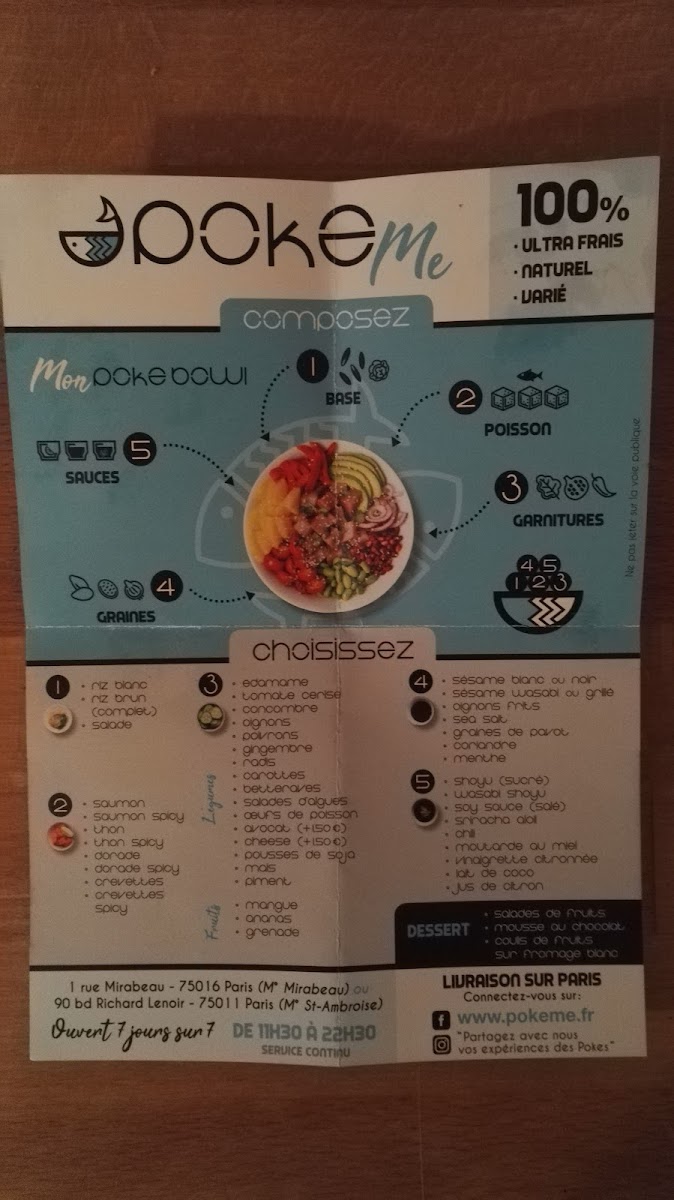 POKE Me
100%
· ULTRA FRAIS
· NATUREL
· VARIÉ
composez
Mon POKE BOWl
1
BASE
2
POISSON
3
GARNITURES
4
GRAINES
5
SAUCES
4 5
1 2 3
Ne pas jeter sur la voie publique
choisissez
1
· riz blanc
· riz brun
(complet)
· salade
2
· saumon
· saumon spicy
· thon
· thon spicy
· dorade
· dorade spicy
· crevettes
· crevettes
spicy
3
Légumes
· edamame
· tomate cerise
· concombre
· oignons
· poivrons
· gingembre
· radis
· carottes
· betteraves
· salades d'algues
· œufs de poisson
· avocat (+1.50€)
· cheese (+1.50€)
· pousses de soja
· maïs
· piment
Fruits
· mangue
· ananas
· grenade
4
· sésame blanc ou noir
· sésame wasabi ou grillé
· oignons frits
· sea salt
· graines de pavot
· coriandre
· menthe
5
· shoyu (sucré)
· wasabi shoyu
· soy sauce (salé)
· sriracha aïoli
· chili
· moutarde au miel
· vinaigrette citronnée
· lait de coco
· jus de citron
DESSERT
· salades de fruits
· mousse au chocolat
· coulis de fruits
sur fromage blanc
1 rue Mirabeau - 75016 Paris (M° Mirabeau) ou
90 bd Richard Lenoir - 75011 Paris (M° St-Ambroise)
Ouvert 7 jours sur 7
DE 11H30 À 22H30
SERVICE CONTINU
LIVRAISON SUR PARIS
Connectez-vous sur:
www.pokeme.fr
"Partagez avec nous
vos expériences des Pokes"